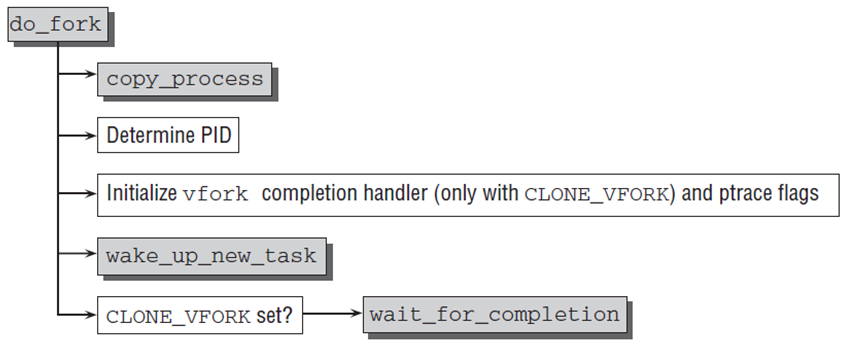 do_fork
copy_process
Determine PID
Initialize vfork completion handler (only with CLONE_VFORK) and ptrace flags
wake_up_new_task
CLONE_VFORK set?
wait_for_completion